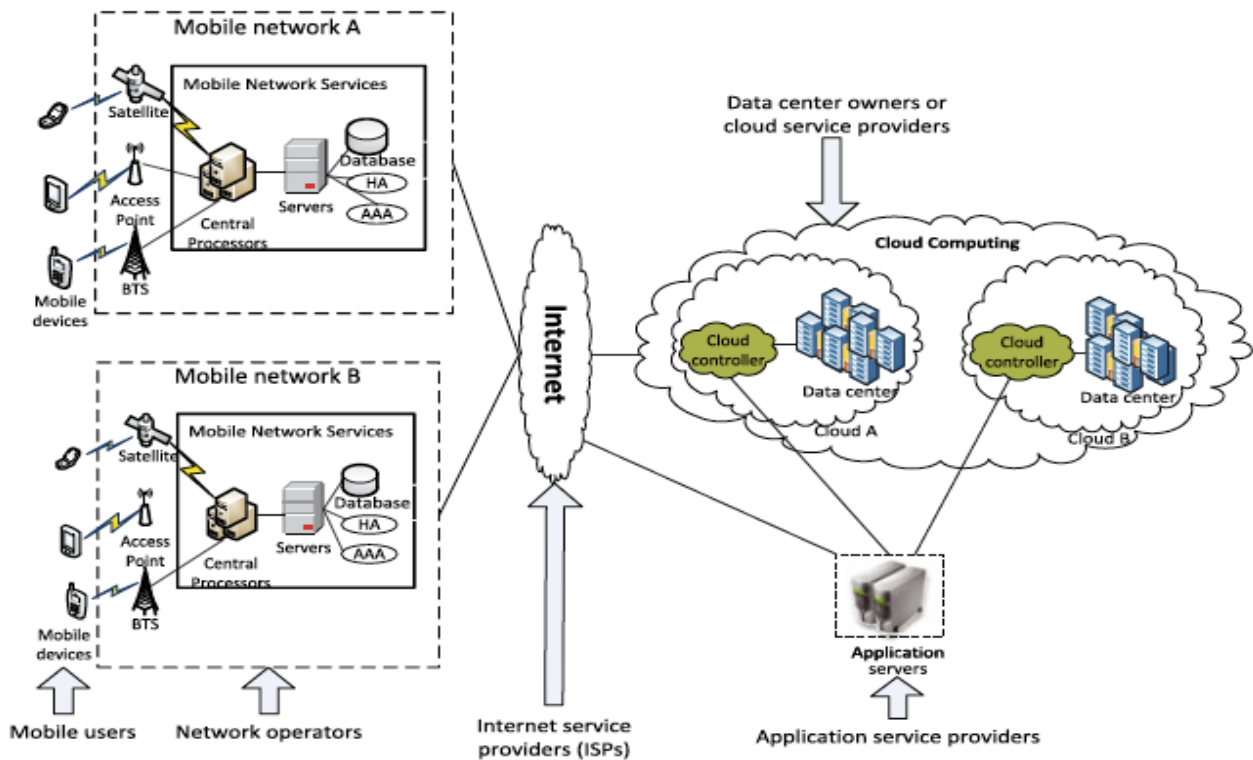 Mobile network A
Mobile Network Services
Satellite
Database
HA
AAA
Access
Point
Servers
Central
Processors
BTS
Mobile
devices
Mobile network B
Mobile Network Services
Satellite
Database
HA
AAA
Access
Point
Servers
Central
Processors
BTS
Mobile
devices
Mobile users
Network operators
Internet
Internet service
providers (ISPs)
Data center owners or
cloud service providers
Cloud Computing
Cloud
controller
Data center
Cloud A
Cloud
controller
Data center
Cloud B
Application
servers
Application service providers